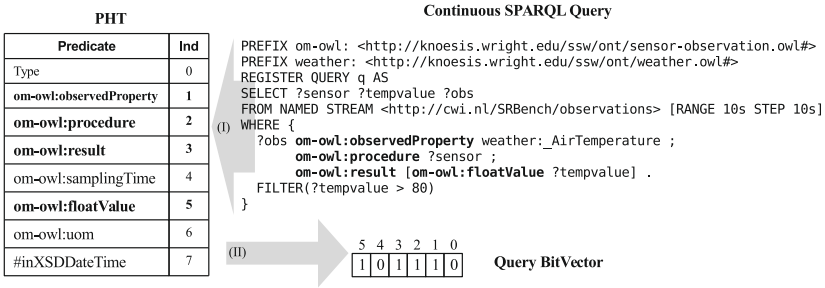 PHT
Predicate Ind
Type 0
om-owl:observedProperty 1
om-owl:procedure 2
om-owl:result 3
om-owl:samplingTime 4
om-owl:floatValue 5
om-owl:uom 6
#inXSDDateTime 7
(I)
(II)
Continuous SPARQL Query
PREFIX om-owl: <http://knoesis.wright.edu/ssw/ont/sensor-observation.owl#>
PREFIX weather: <http://knoesis.wright.edu/ssw/ont/weather.owl#>
REGISTER QUERY q AS
SELECT ?sensor ?tempvalue ?obs
FROM NAMED STREAM <http://cwi.nl/SRBench/observations> [RANGE 10s STEP 10s]
WHERE {
?obs om-owl:observedProperty weather:_AirTemperature ;
om-owl:procedure ?sensor ;
om-owl:result [om-owl:floatValue ?tempvalue] .
FILTER(?tempvalue > 80)
}
5 4 3 2 1 0
1 0 1 1 1 0
Query BitVector